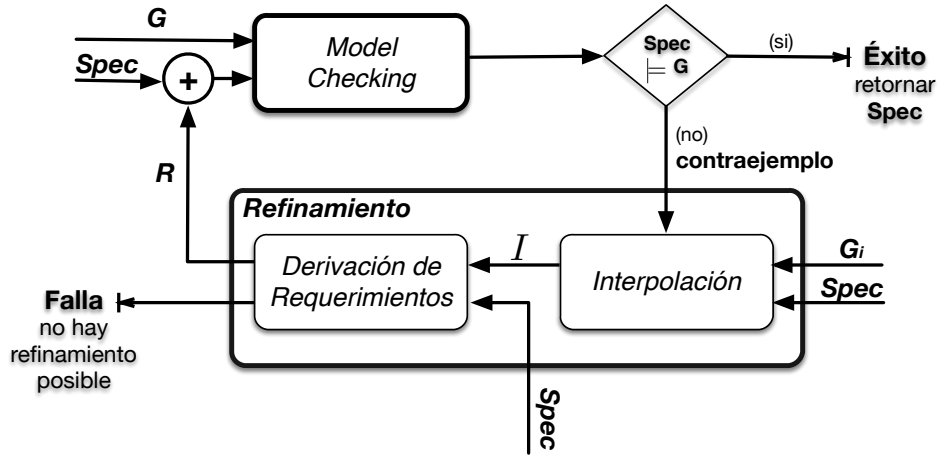 G
Spec
+
Model
Checking
Spec
⊨ G
(si)
Éxito
retornar
Spec
(no)
contraejemplo
R
Refinamiento
Derivación de
Requerimientos
I
Interpolación
Gi
Spec
Falla
no hay
refinamiento
posible
Spec